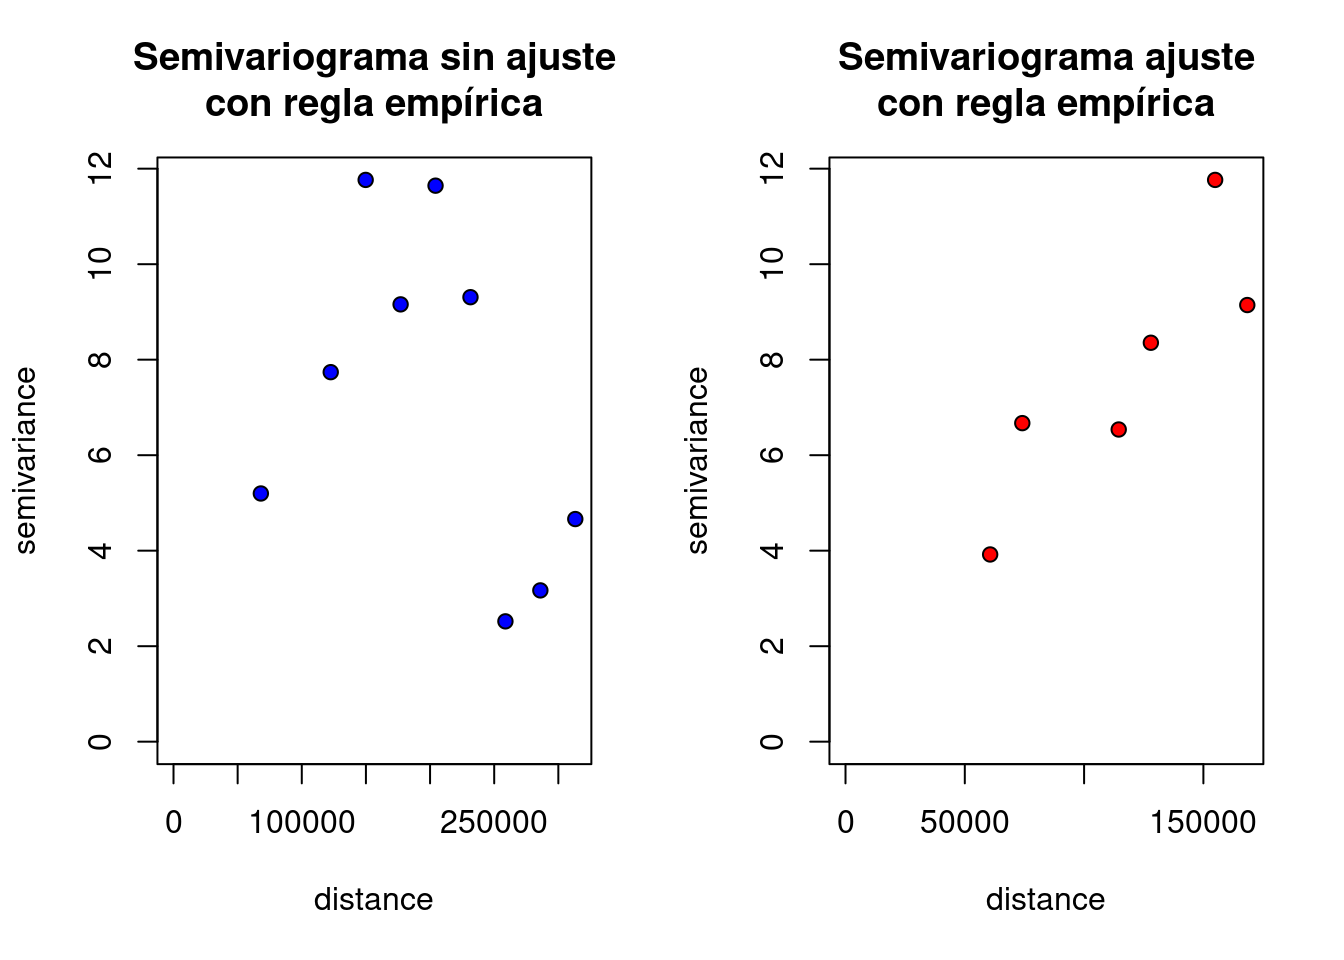 Semivariograma sin ajuste
con regla empírica
semivariance
12
10
8
6
4
2
0
0 100000 250000
distance
Semivariograma ajuste
con regla empírica
semivariance
12
10
8
6
4
2
0
0 50000 150000
distance